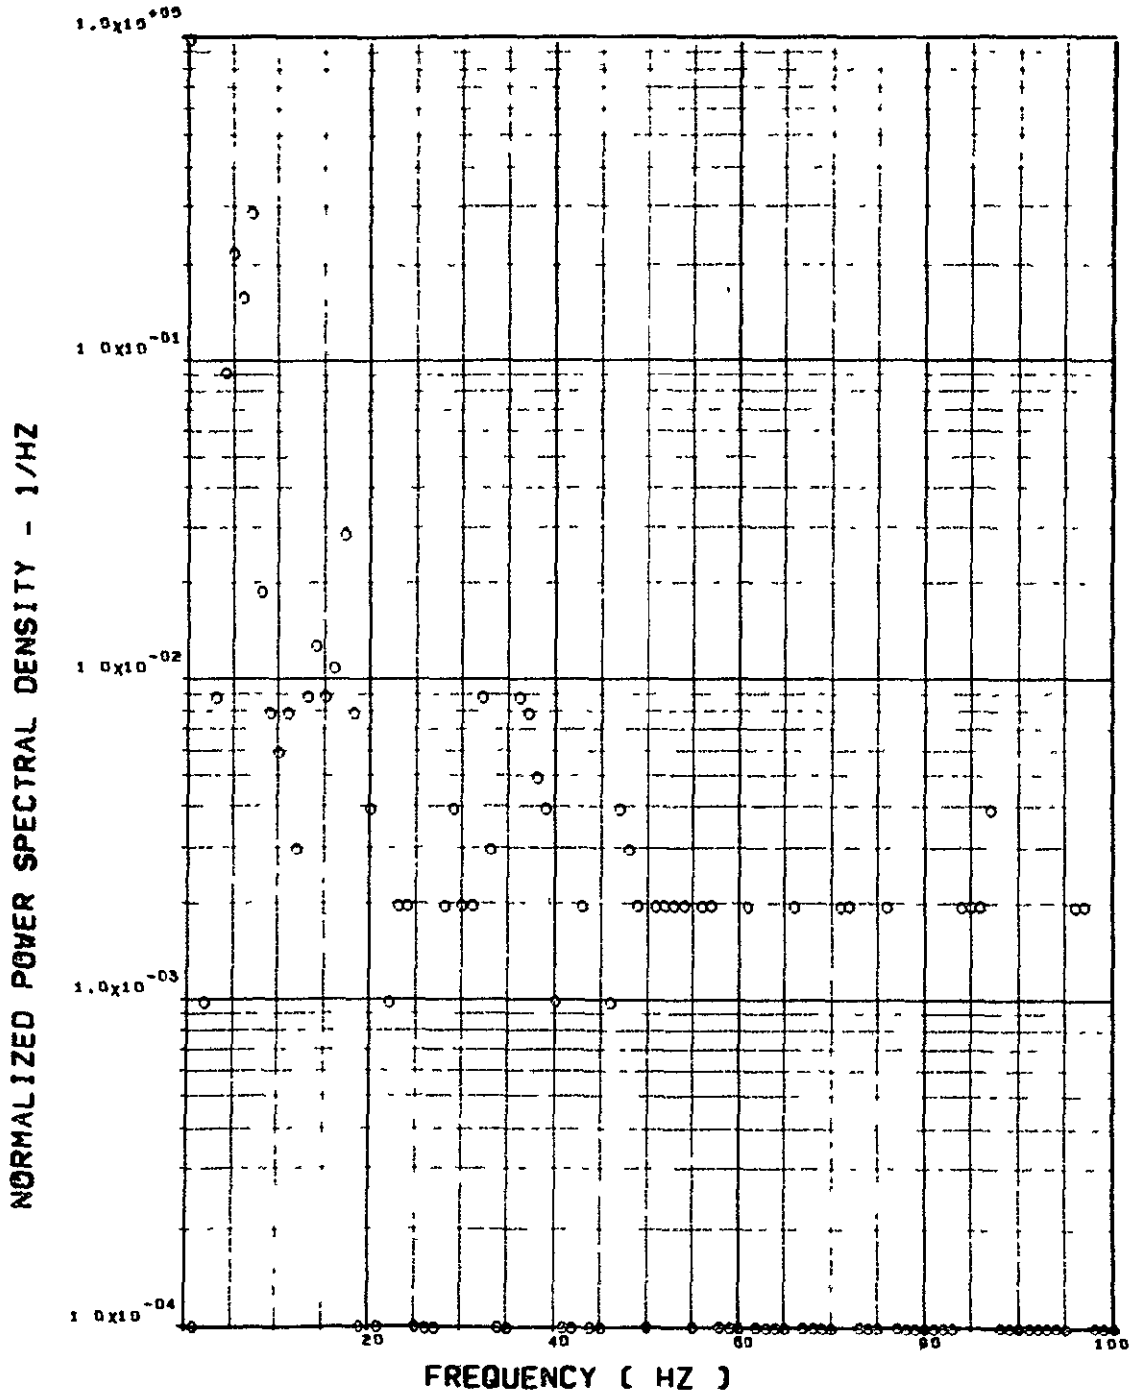 1.0X10+00
1 0X10-01
1 0X10-02
1.0X10-03
1 0X10-04
NORMALIZED POWER SPECTRAL DENSITY - 1/HZ
20 40 60 80 100
FREQUENCY ( HZ )